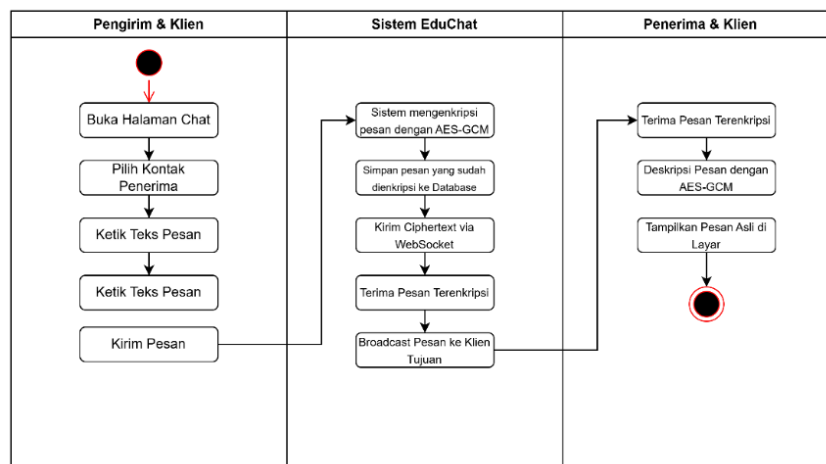 Pengirim & Klien
Sistem EduChat
Penerima & Klien
Buka Halaman Chat
Pilih Kontak
Penerima
Ketik Teks Pesan
Ketik Teks Pesan
Kirim Pesan
Sistem mengenkripsi
pesan dengan AES-GCM
Simpan pesan yang sudah
dienkripsi ke Database
Kirim Ciphertext via
WebSocket
Terima Pesan Terenkripsi
Broadcast Pesan ke Klien
Tujuan
Terima Pesan Terenkripsi
Deskripsi Pesan dengan
AES-GCM
Tampilkan Pesan Asli di
Layar